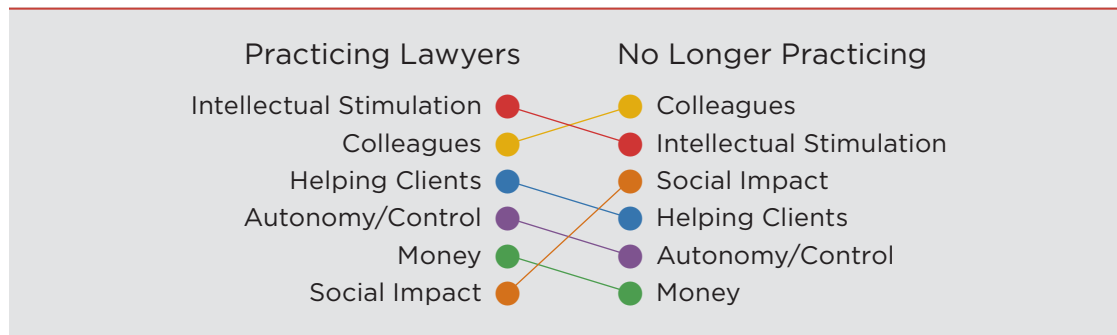 Practicing Lawyers
Intellectual Stimulation
Colleagues
Helping Clients
Autonomy/Control
Money
Social Impact
No Longer Practicing
Colleagues
Intellectual Stimulation
Social Impact
Helping Clients
Autonomy/Control
Money